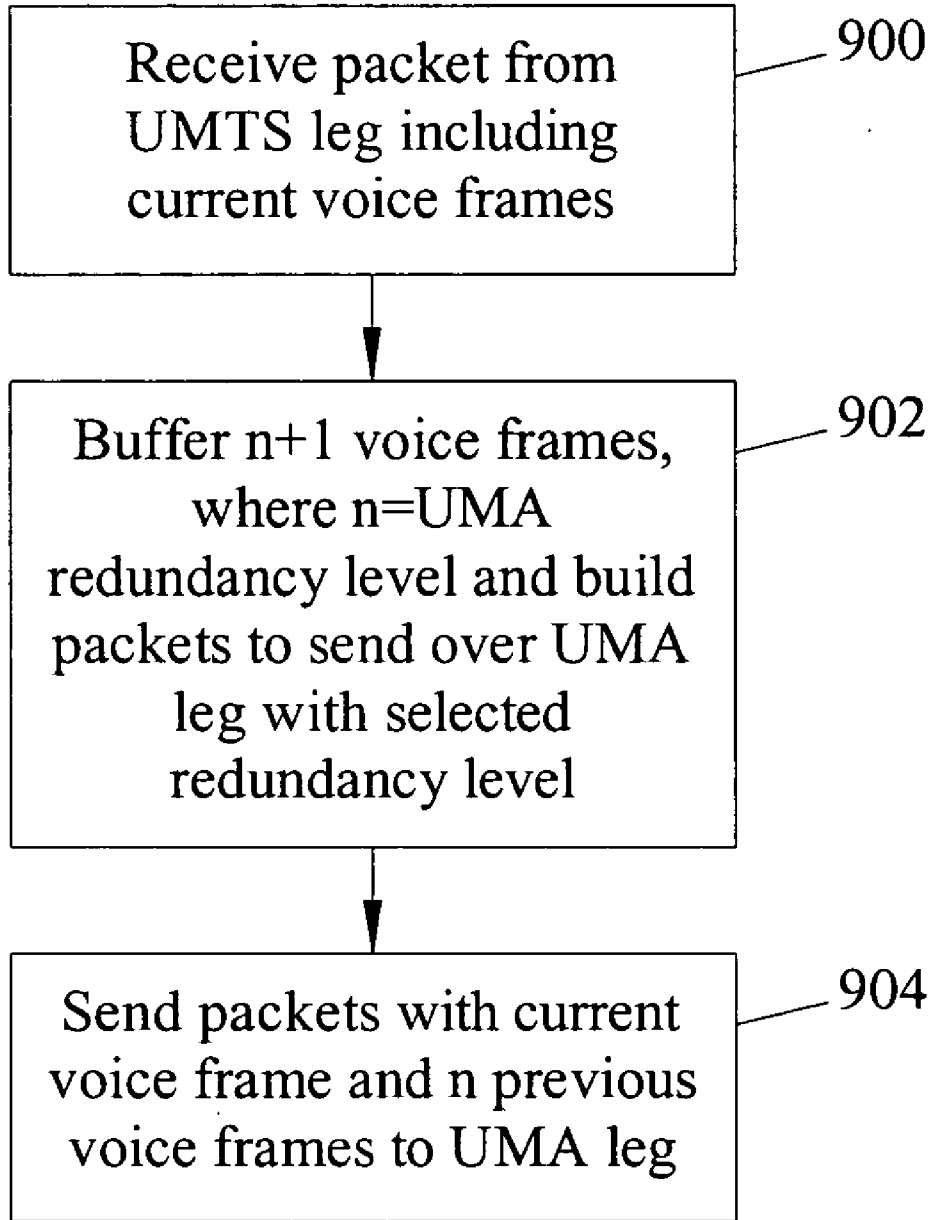 Receive packet from
UMTS leg including
current voice frames
900
Buffer n+1 voice frames,
where n=UMA
redundancy level and build
packets to send over UMA
leg with selected
redundancy level
902
Send packets with current
voice frame and n previous
voice frames to UMA leg
904